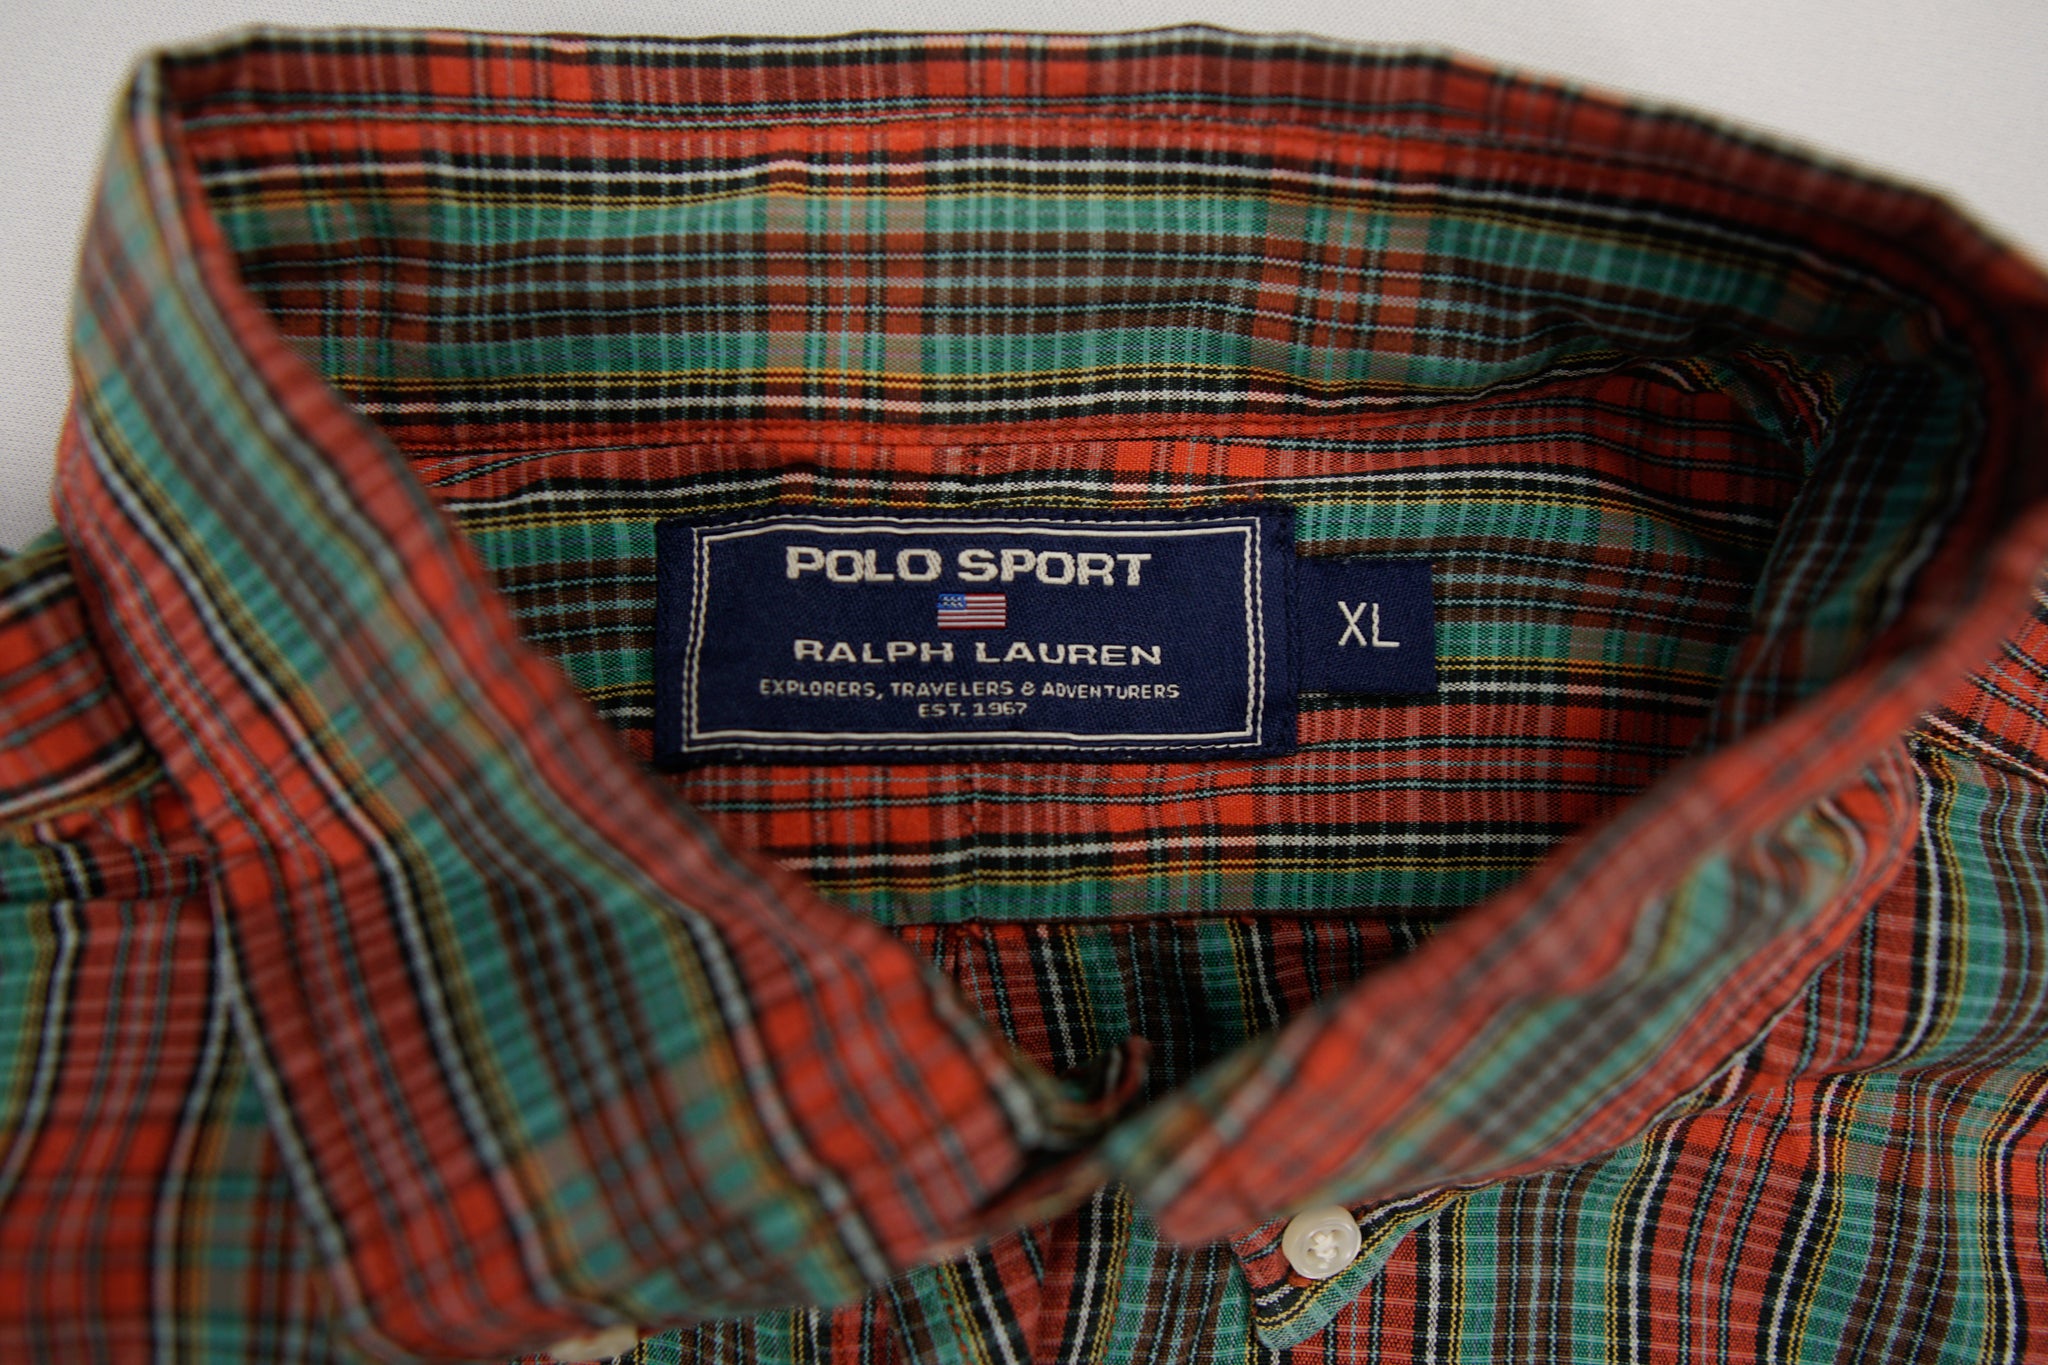 POLO SPORT
RALPH LAUREN
EXPLORERS, TRAVELERS & ADVENTURERS
EST. 1967
XL